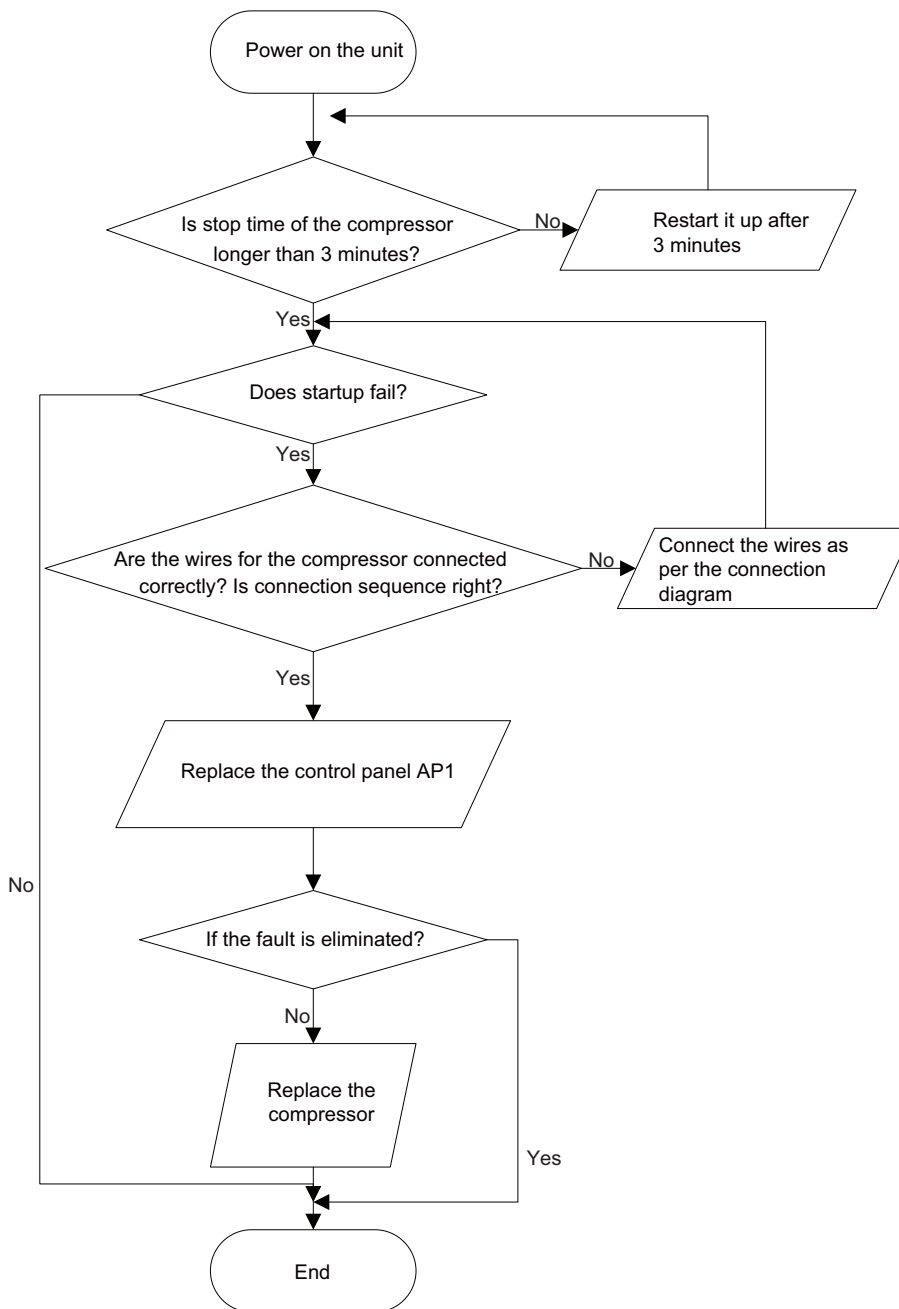 Power on the unit
Is stop time of the compressor
longer than 3 minutes?
No
Restart it up after
3 minutes
Yes
Does startup fail?
Yes
Are the wires for the compressor connected
correctly? Is connection sequence right?
No
Connect the wires as
per the connection
diagram
Yes
Replace the control panel AP1
No
If the fault is eliminated?
No
Replace the
compressor
Yes
End